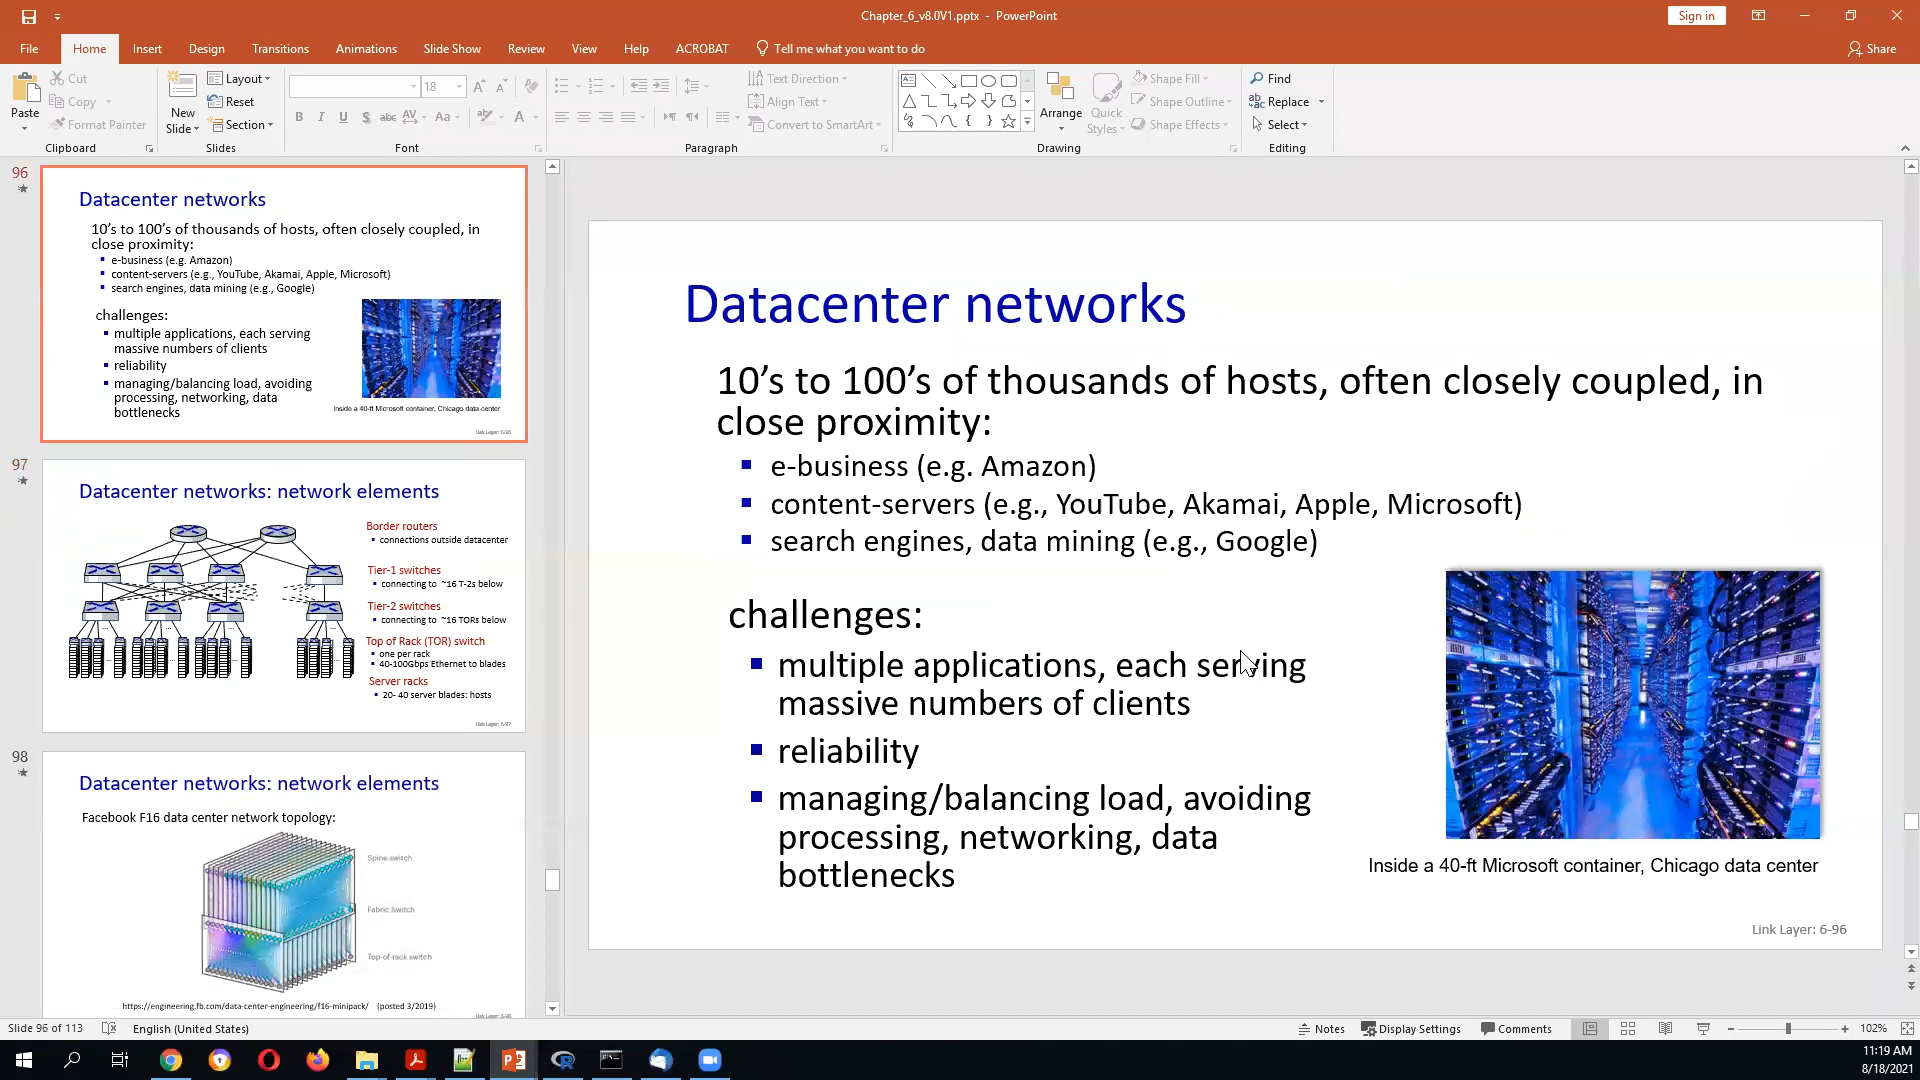 Chapter_6_v8.0V1.pptx - PowerPoint
Sign in
File Home Insert Design Transitions Animations Slide Show Review View Help ACROBAT Tell me what you want to do
Share
Paste
Cut
Copy
Format Painter
Clipboard
New
Slide
Layout
Reset
Section
Slides
18
Font
Text Direction
Align Text
Convert to SmartArt
Paragraph
Arrange
Quick
Styles
Shape Fill
Shape Outline
Shape Effects
Drawing
Find
Replace
Select
Editing
96
Datacenter networks
10’s to 100’s of thousands of hosts, often closely coupled, in
close proximity:
e-business (e.g. Amazon)
content-servers (e.g., YouTube, Akamai, Apple, Microsoft)
search engines, data mining (e.g., Google)
challenges:
multiple applications, each serving
massive numbers of clients
reliability
managing/balancing load, avoiding
processing, networking, data
bottlenecks
Inside a 40-ft Microsoft container, Chicago data center
Link Layer: 6-96
97
Datacenter networks: network elements
Border routers
connections outside datacenter
Tier-1 switches
connecting to ~16 T-2s below
Tier-2 switches
connecting to ~16 TORs below
Top of Rack (TOR) switch
one per rack
40-100Gbps Ethernet to blades
Server racks
20- 40 server blades: hosts
Link Layer: 6-97
98
Datacenter networks: network elements
Facebook F16 data center network topology:
Spine switch
Fabric Switch
Top-of-rack switch
https://engineering.fb.com/data-center-engineering/f16-minipack/ (posted 3/2019)
Datacenter networks
10’s to 100’s of thousands of hosts, often closely coupled, in
close proximity:
e-business (e.g. Amazon)
content-servers (e.g., YouTube, Akamai, Apple, Microsoft)
search engines, data mining (e.g., Google)
challenges:
multiple applications, each serving
massive numbers of clients
reliability
managing/balancing load, avoiding
processing, networking, data
bottlenecks
Inside a 40-ft Microsoft container, Chicago data center
Link Layer: 6-96
Slide 96 of 113 English (United States)
Notes Display Settings Comments 102%
11:19 AM
8/18/2021